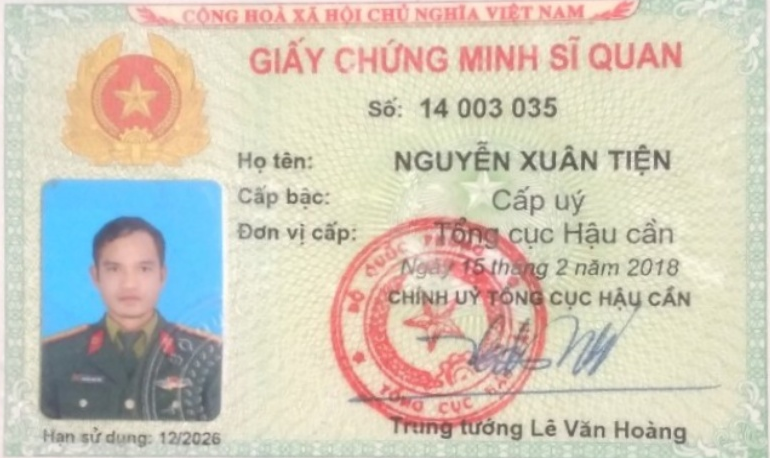 CỘNG HOÀ XÃ HỘI CHỦ NGHĨA VIỆT NAM
GIẤY CHỨNG MINH SĨ QUAN
Số: 14 003 035
Họ tên: NGUYỄN XUÂN TIỆN
Cấp bậc: Cấp uý
Đơn vị cấp: Tổng cục Hậu cần
Ngày 15 tháng 2 năm 2018
CHÍNH UỶ TỔNG CỤC HẬU CẦN
BỘ QUỐC PHÒNG
TỔNG CỤC
Trung tướng Lê Văn Hoàng
Hạn sử dụng: 12/2026